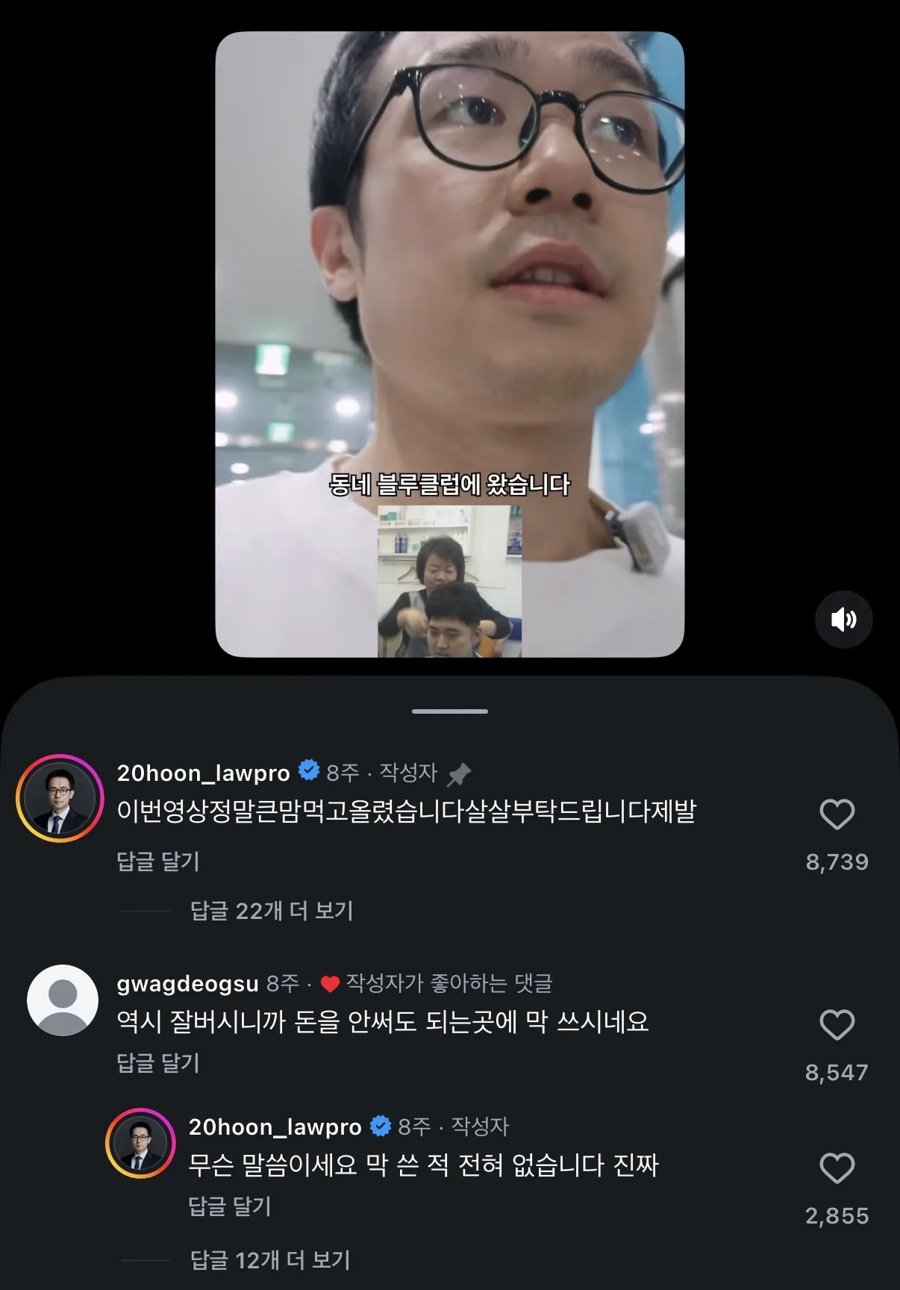 동네 블루클럽에 왔습니다
20hoon_lawpro 8주 · 작성자
이번영상정말큰맘먹고올렸습니다살살부탁드립니다제발
8,739
답글 달기
답글 22개 더 보기
gwagdeogsu 8주 · 작성자가 좋아하는 댓글
역시 잘버시니까 돈을 안써도 되는곳에 막 쓰시네요
8,547
답글 달기
20hoon_lawpro 8주 · 작성자
무슨 말씀이세요 막 쓴 적 전혀 없습니다 진짜
2,855
답글 달기
답글 12개 더 보기